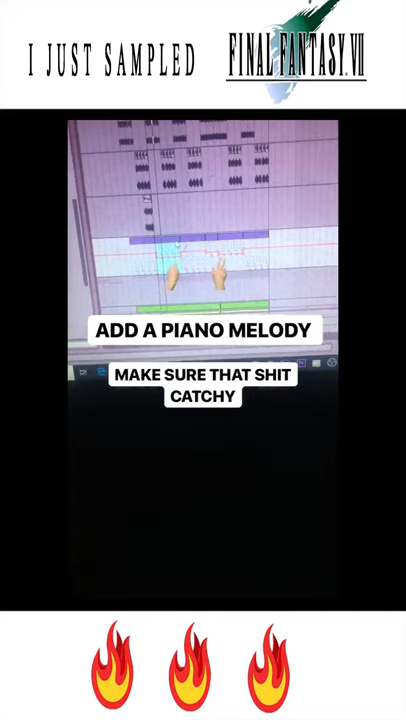 I JUST SAMPLED FINAL FANTASY.VII
ADD A PIANO MELODY
MAKE SURE THAT SHIT
CATCHY